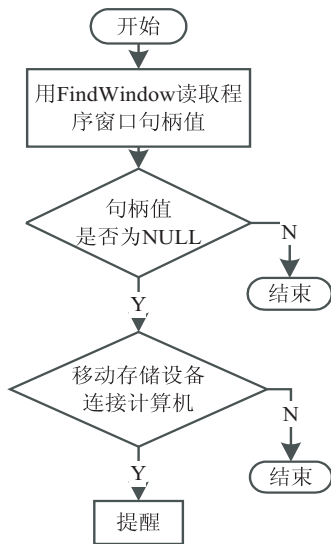 开始
用FindWindow读取程
序窗口句柄值
句柄值
是否为NULL
N
结束
Y
移动存储设备
连接计算机
N
结束
Y
提醒